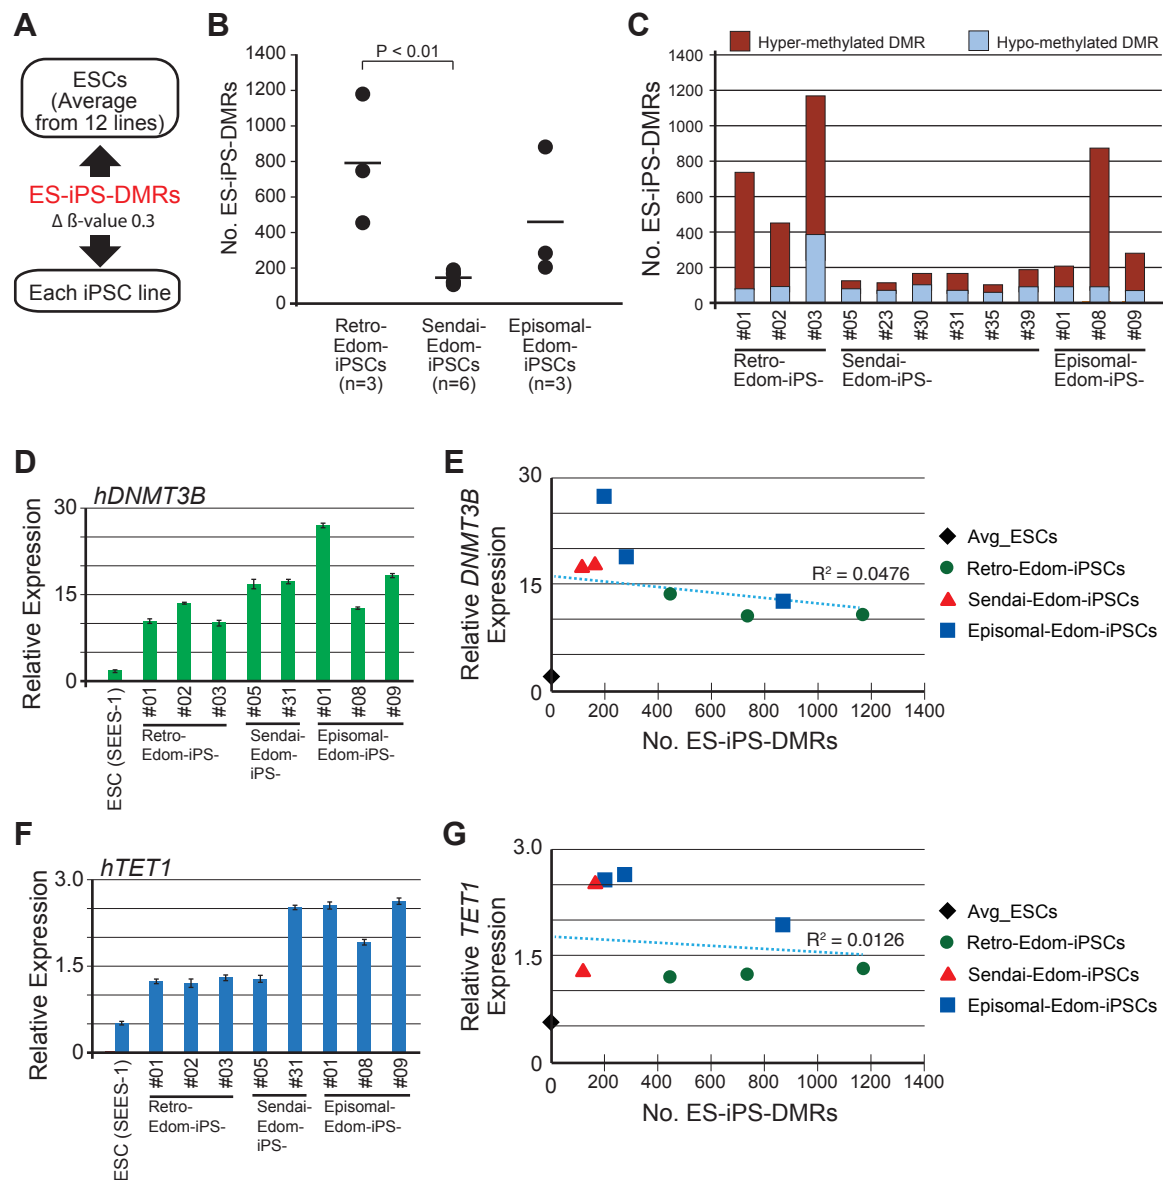 A
ESCs
(Average
from 12 lines)
ES-iPS-DMRs
Δ ß-value 0.3
Each iPSC line
B
No. ES-iPS-DMRs
1400
1200
1000
800
600
400
200
0
P < 0.01
Retro-
Edom-
iPSCs
(n=3)
Sendai-
Edom-
iPSCs
(n=6)
Episomal-
Edom-
iPSCs
(n=3)
C
Hyper-methylated DMR
Hypo-methylated DMR
No. ES-iPS-DMRs
1400
1200
1000
800
600
400
200
0
#01
#02
#03
#05
#23
#30
#31
#35
#39
#01
#08
#09
Retro-
Edom-iPS-
Sendai-
Edom-iPS-
Episomal-
Edom-iPS-
D
hDNMT3B
Relative Expression
30
15
0
ESC (SEES-1)
#01
#02
#03
#05
#31
#01
#08
#09
Retro-
Edom-iPS-
Sendai-
Edom-
iPS-
Episomal-
Edom-iPS-
E
Relative DNMT3B
Expression
30
15
0
R² = 0.0476
0
200
400
600
800
1000
1200
1400
No. ES-iPS-DMRs
Avg_ESCs
Retro-Edom-iPSCs
Sendai-Edom-iPSCs
Episomal-Edom-iPSCs
F
hTET1
Relative Expression
3.0
1.5
0
ESC (SEES-1)
#01
#02
#03
#05
#31
#01
#08
#09
Retro-
Edom-iPS-
Sendai-
Edom-
iPS-
Episomal-
Edom-iPS-
G
Relative TET1
Expression
3.0
1.5
0
R² = 0.0126
0
200
400
600
800
1000
1200
1400
No. ES-iPS-DMRs
Avg_ESCs
Retro-Edom-iPSCs
Sendai-Edom-iPSCs
Episomal-Edom-iPSCs